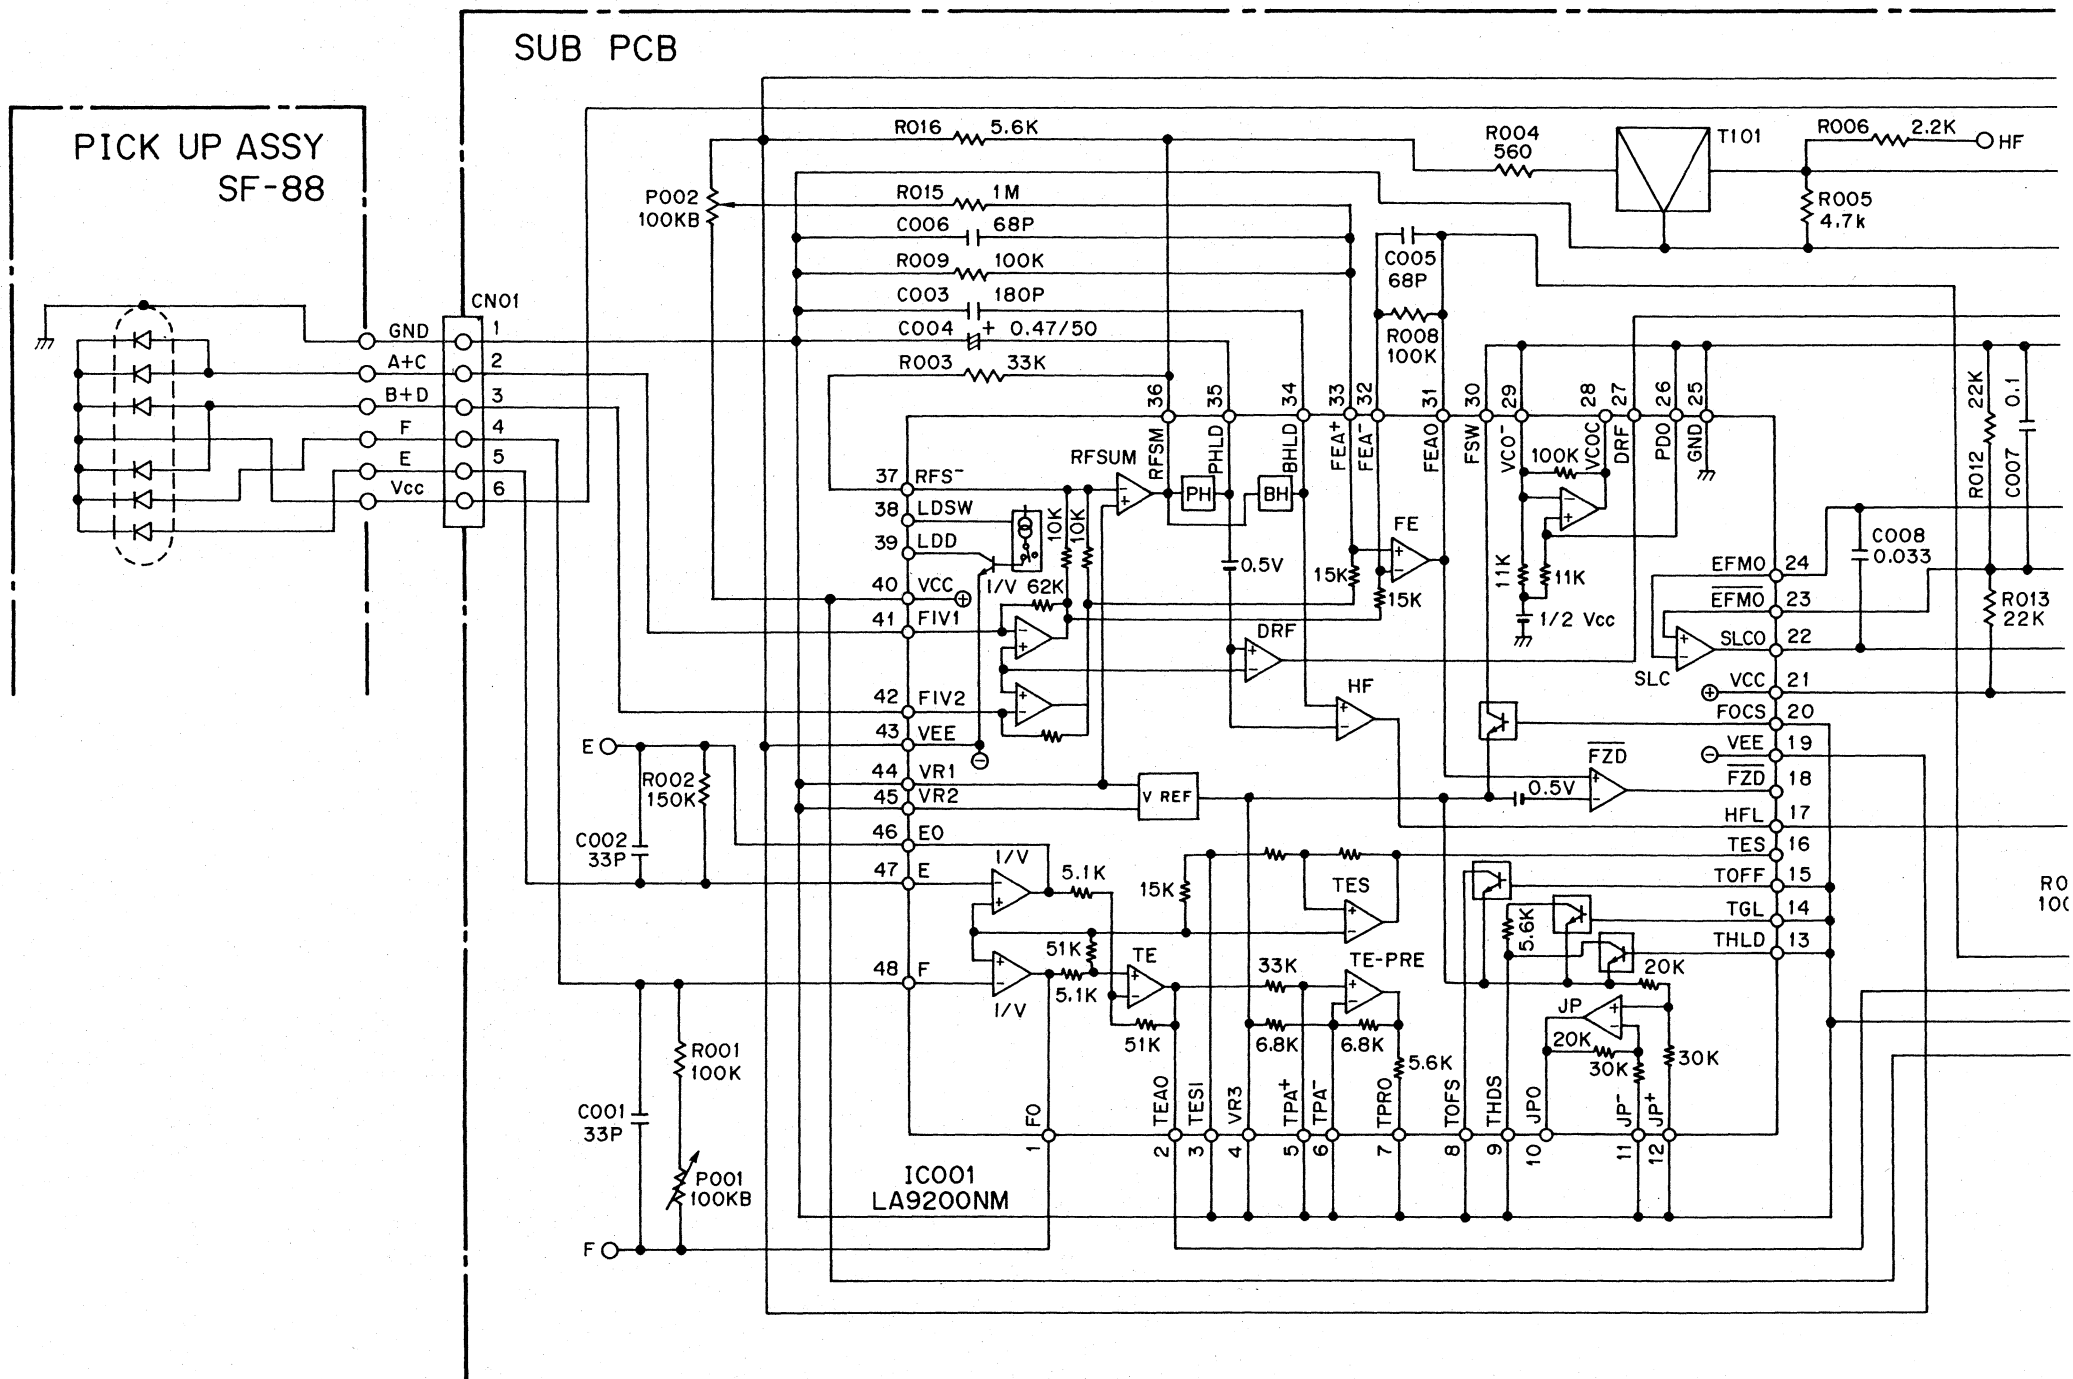 SUB PCB
PICK UP ASSY
SF-88
R016 5.6K
R004
560
T101
R006 2.2K
HF
P002
100KB
R015 1M
C006 68P
R009 100K
C003 180P
C004 + 0.47/50
R003 33K
C005
68P
R008
100K
R005
4.7k
CN01
GND 1
A+C 2
B+D 3
F 4
E 5
Vcc 6
36 35 34 33 32 31 30 29 28 27 26 25
RFSM PHLD BHLD FEA+ FEA- FEAO FSW VCO- VCOC DRF PDO GND
22K
0.1
R012
C007
37 RFS-
38 LDSW
39 LDD
40 VCC
41 FIV1
42 FIV2
43 VEE
44 VR1
45 VR2
46 EO
47 E
48 F
RFSUM
PH
BH
10K
10K
I/V
62K
0.5V
FE
15K
15K
100K
11K
11K
1/2 Vcc
DRF
HF
SLC
EFMO 24
EFMO 23
SLCO 22
VCC 21
FOCS 20
VEE 19
FZD 18
HFL 17
TES 16
TOFF 15
TGL 14
THLD 13
C008
0.033
R013
22K
E
R002
150K
C002
33P
V REF
FZD
0.5V
I/V
5.1K
15K
TES
51K
TE
5.1K
I/V
51K
33K
TE-PRE
6.8K
6.8K
5.6K
5.6K
20K
JP
20K
30K
30K
R0
100
R001
100K
C001
33P
P001
100KB
F
FO TEAO TESI VR3 TPA+ TPA- TPRO TOFS THDS JPO JP- JP+
1 2 3 4 5 6 7 8 9 10 11 12
IC001
LA9200NM